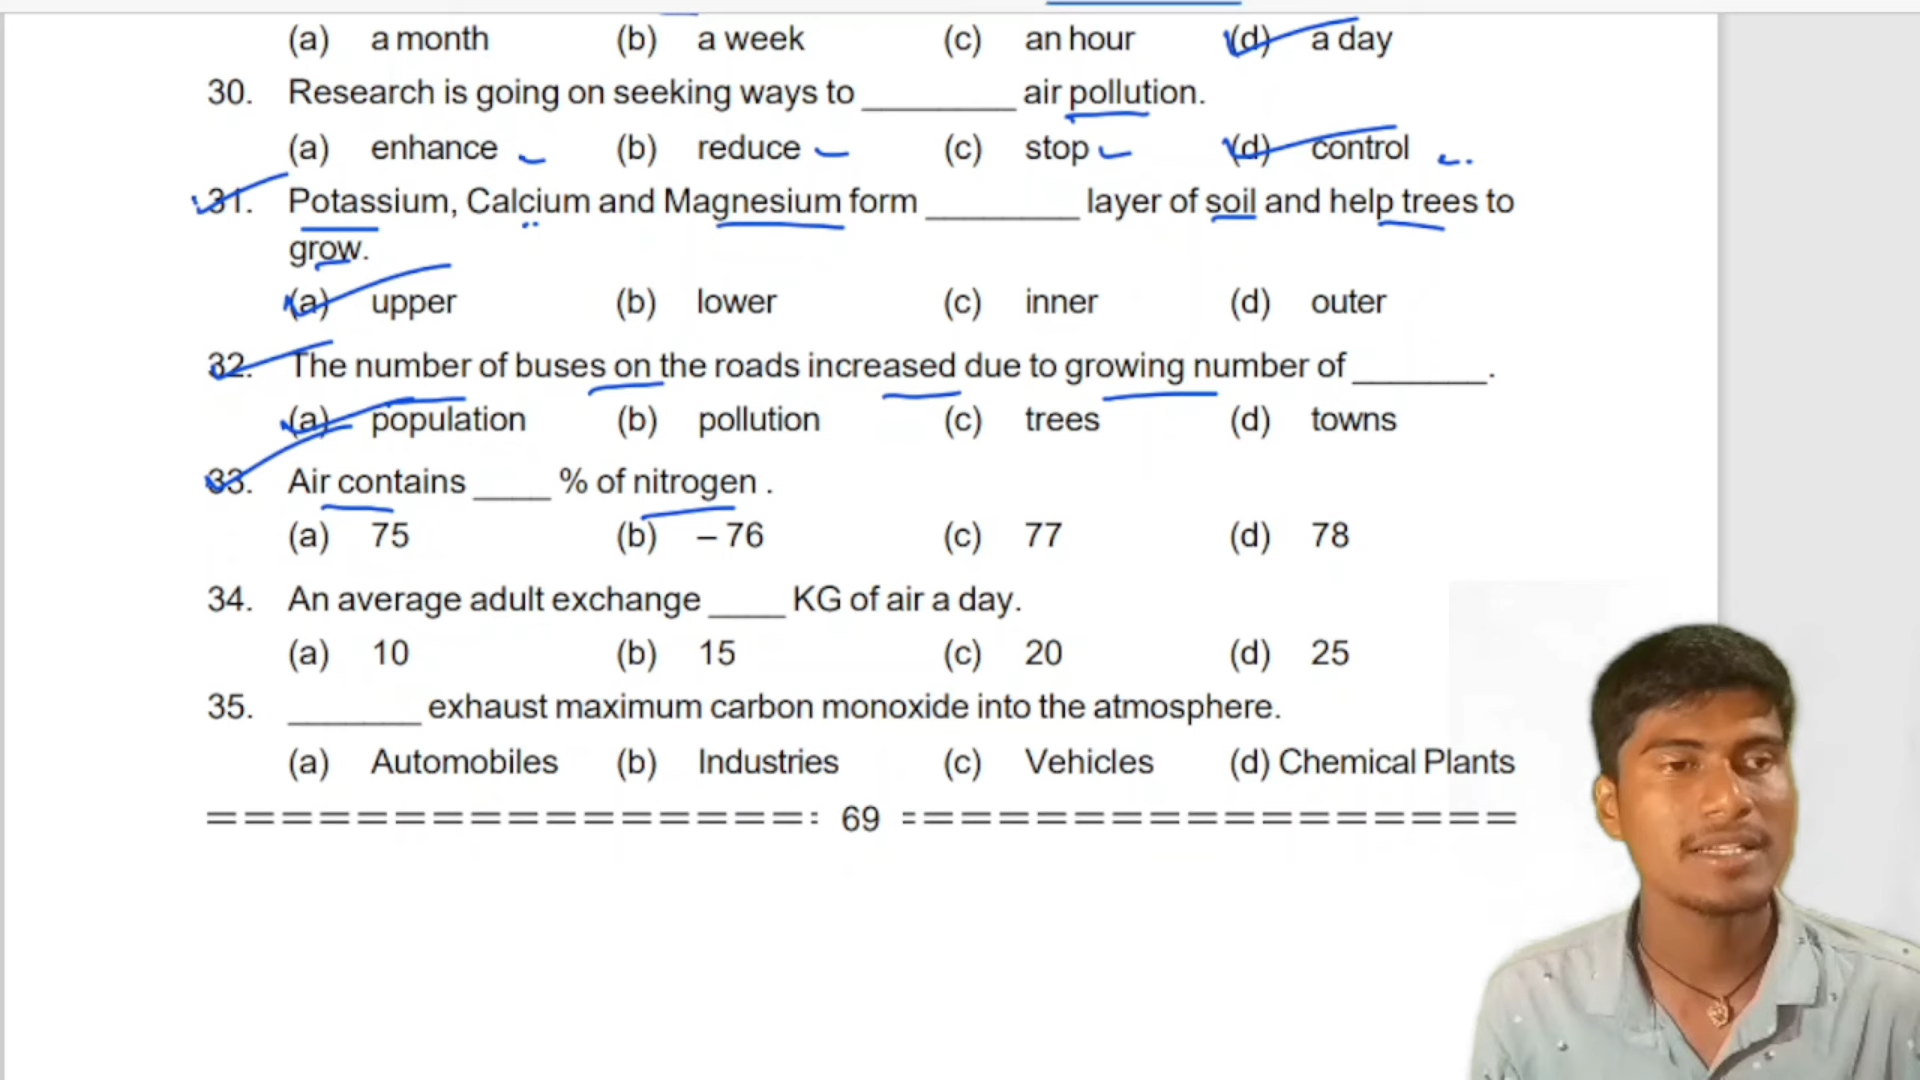 (a) a month (b) a week (c) an hour (d) a day
30. Research is going on seeking ways to ________ air pollution.
(a) enhance (b) reduce (c) stop (d) control
31. Potassium, Calcium and Magnesium form ________ layer of soil and help trees to
grow.
(a) upper (b) lower (c) inner (d) outer
32. The number of buses on the roads increased due to growing number of _______.
(a) population (b) pollution (c) trees (d) towns
33. Air contains ____ % of nitrogen .
(a) 75 (b) – 76 (c) 77 (d) 78
34. An average adult exchange ____ KG of air a day.
(a) 10 (b) 15 (c) 20 (d) 25
35. _______ exhaust maximum carbon monoxide into the atmosphere.
(a) Automobiles (b) Industries (c) Vehicles (d) Chemical Plants
69